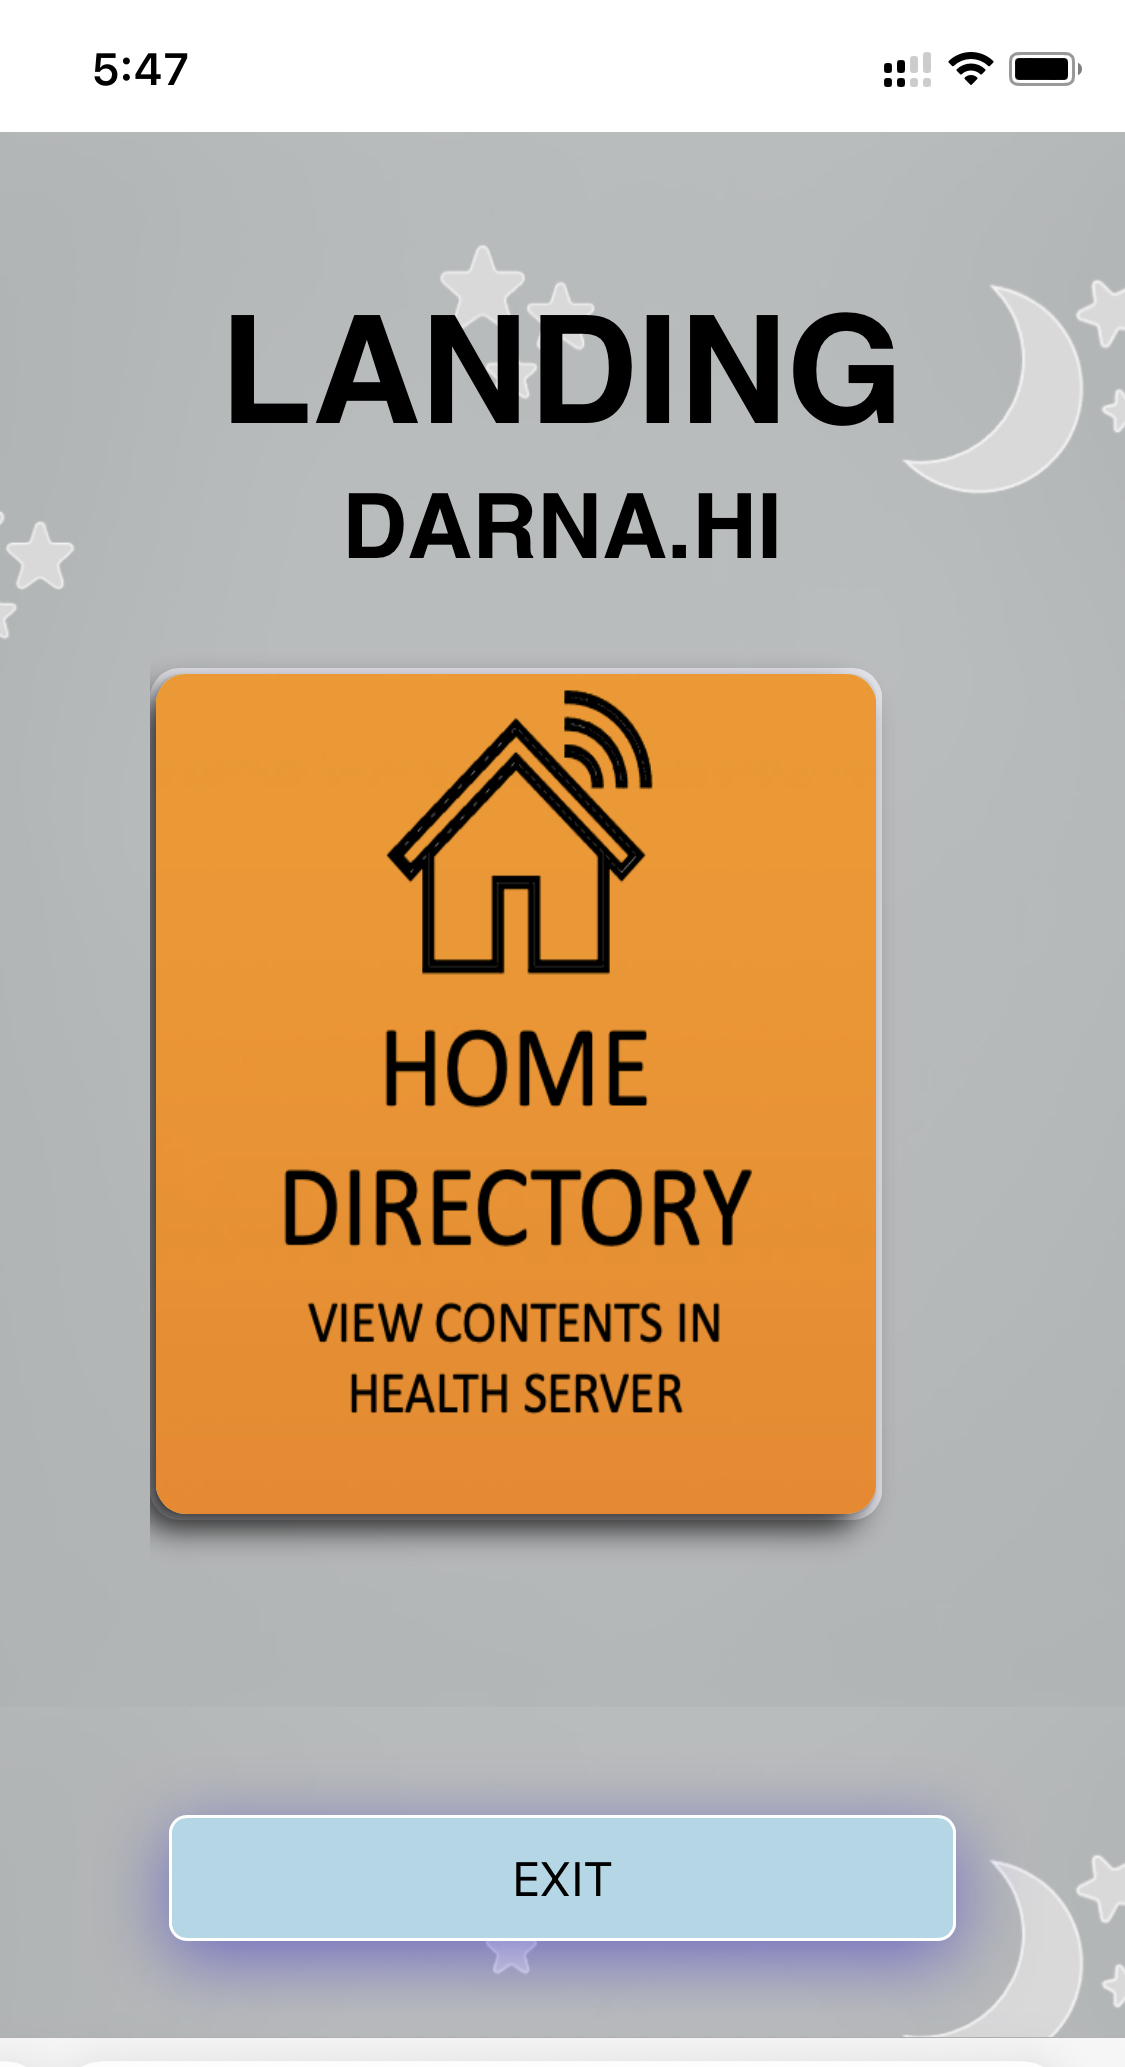 5:47
LANDING
DARNA.HI
HOME
DIRECTORY
VIEW CONTENTS IN
HEALTH SERVER
EXIT